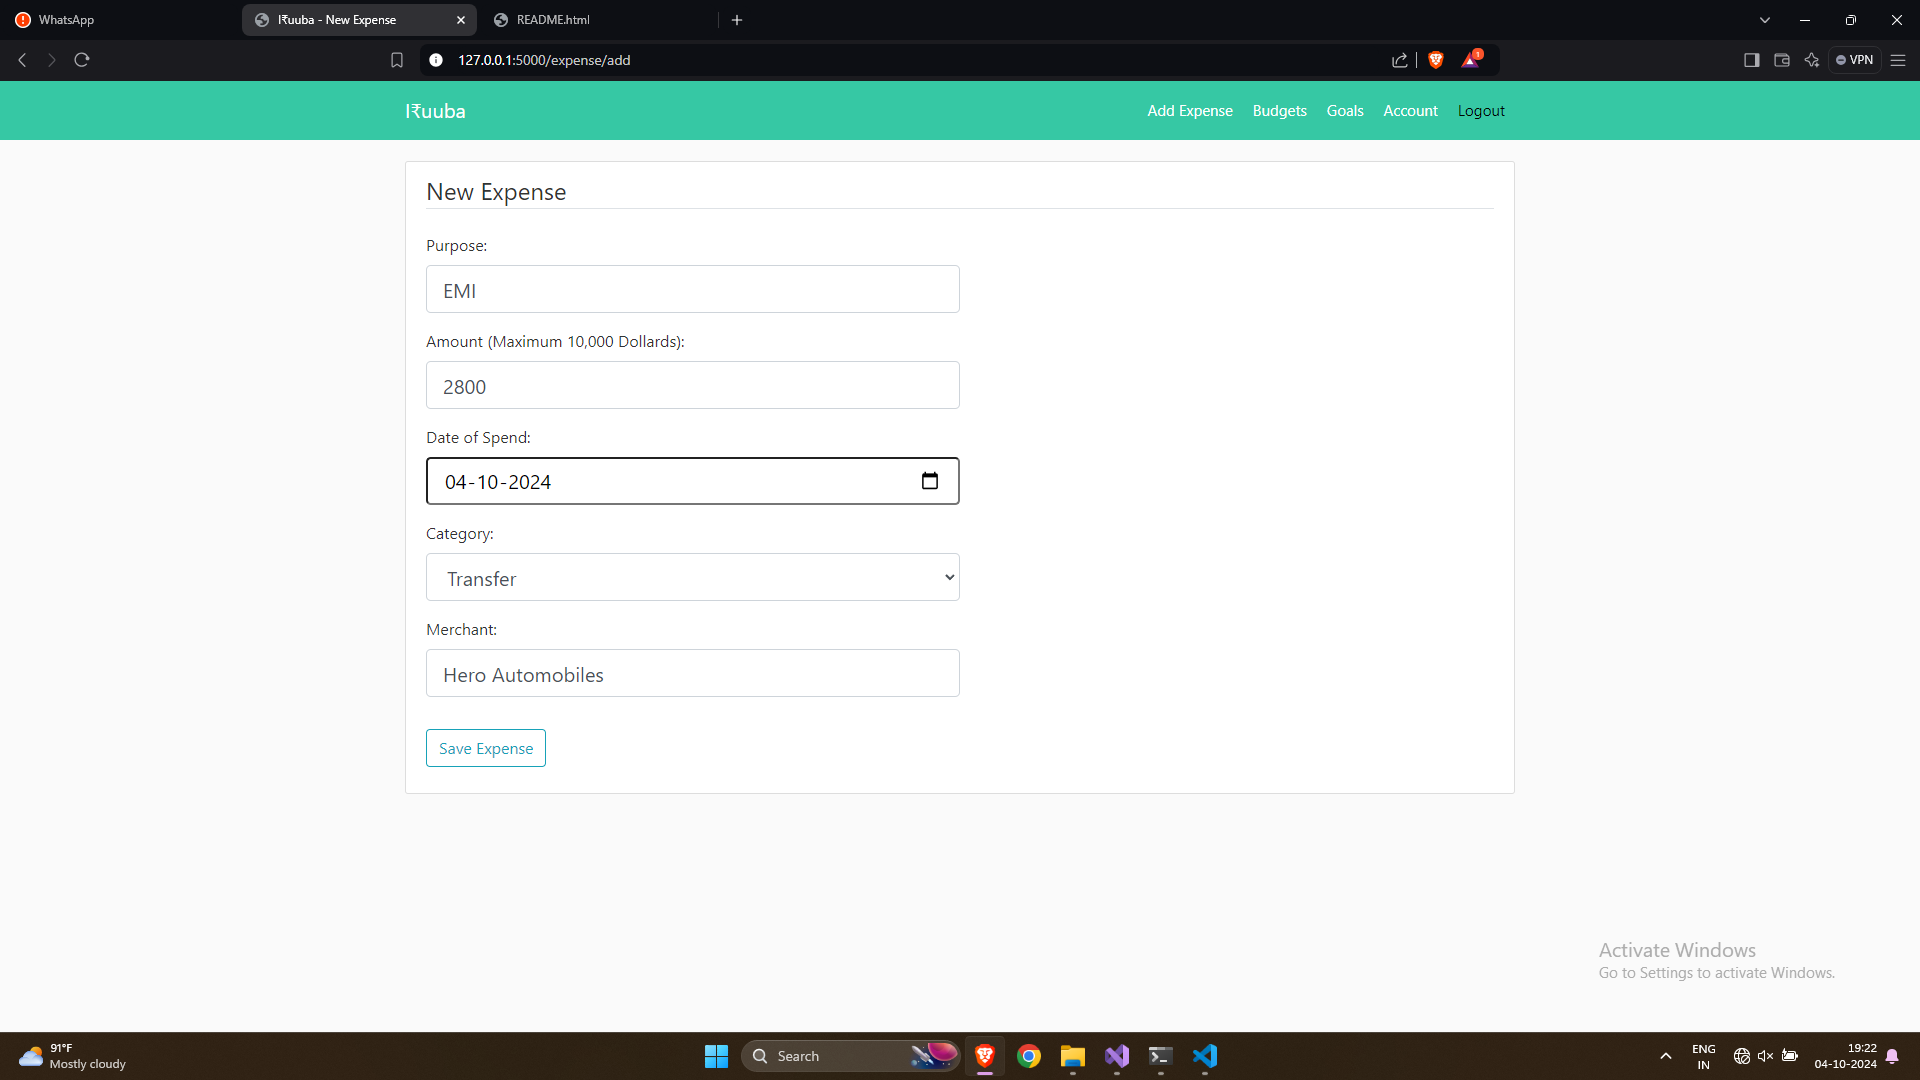 WhatsApp
I₹uuba - New Expense
README.html
127.0.0.1:5000/expense/add
1
VPN
I₹uuba
Add Expense Budgets Goals Account Logout
New Expense
Purpose:
EMI
Amount (Maximum 10,000 Dollards):
2800
Date of Spend:
04-10-2024
Category:
Transfer
Merchant:
Hero Automobiles
Save Expense
Activate Windows
Go to Settings to activate Windows.
91°F
Mostly cloudy
Search
ENG
IN
19:22
04-10-2024